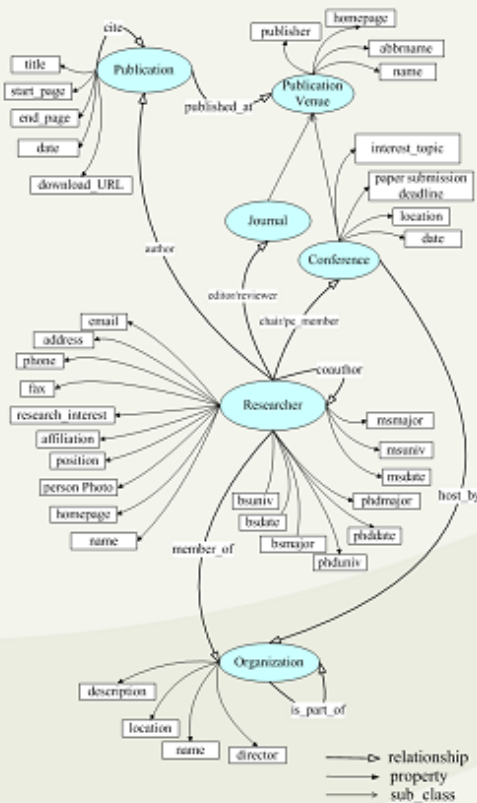 cite
title
Publication
start_page
end_page
date
download_URL
published_at
publisher
homepage
abbrname
name
Publication
Venue
interest_topic
paper submission
deadline
location
date
Journal
Conference
author
editor/reviewer
chair/pc_member
coauthor
email
address
phone
fax
research_interest
affiliation
position
person Photo
homepage
name
Researcher
msmajor
msuniv
msdate
phdmajor
phddate
phduniv
bsuniv
bsdate
bsmajor
host_by
member_of
Organization
is_part_of
description
location
name
director
relationship
property
sub_class